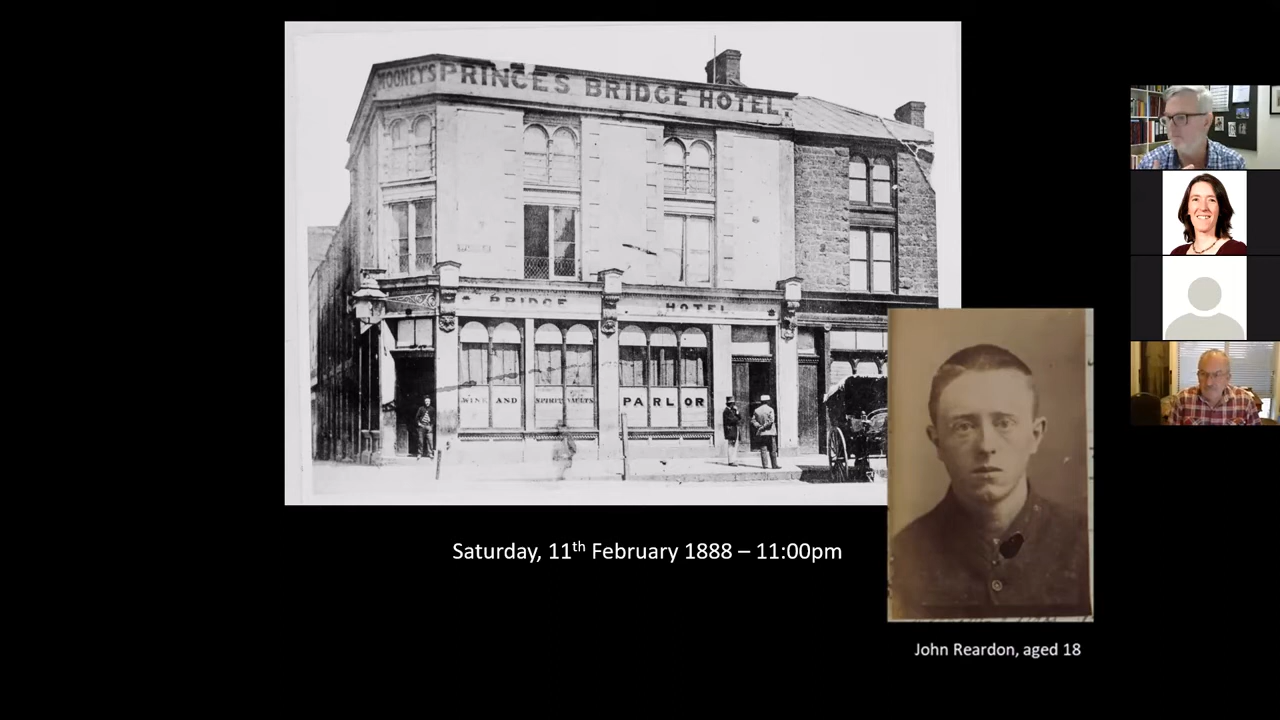 MOONEY'S PRINCES BRIDGE HOTEL
BRIDGE HOTEL
WINE AND SPIRIT VAULTS PARLOR
Saturday, 11th February 1888 – 11:00pm
John Reardon, aged 18